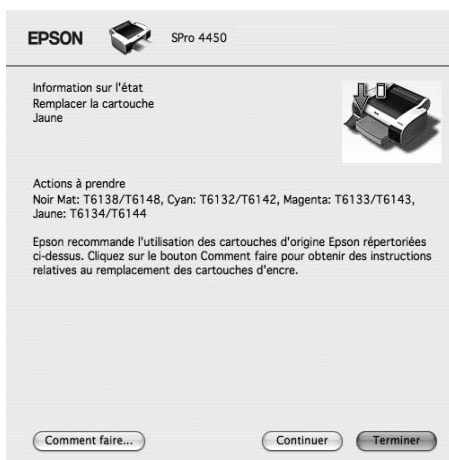 EPSON SPro 4450
Information sur l'état
Remplacer la cartouche
Jaune
Actions à prendre
Noir Mat: T6138/T6148, Cyan: T6132/T6142, Magenta: T6133/T6143,
Jaune: T6134/T6144
Epson recommande l'utilisation des cartouches d'origine Epson répertoriées
ci-dessus. Cliquez sur le bouton Comment faire pour obtenir des instructions
relatives au remplacement des cartouches d'encre.
Comment faire... Continuer Terminer